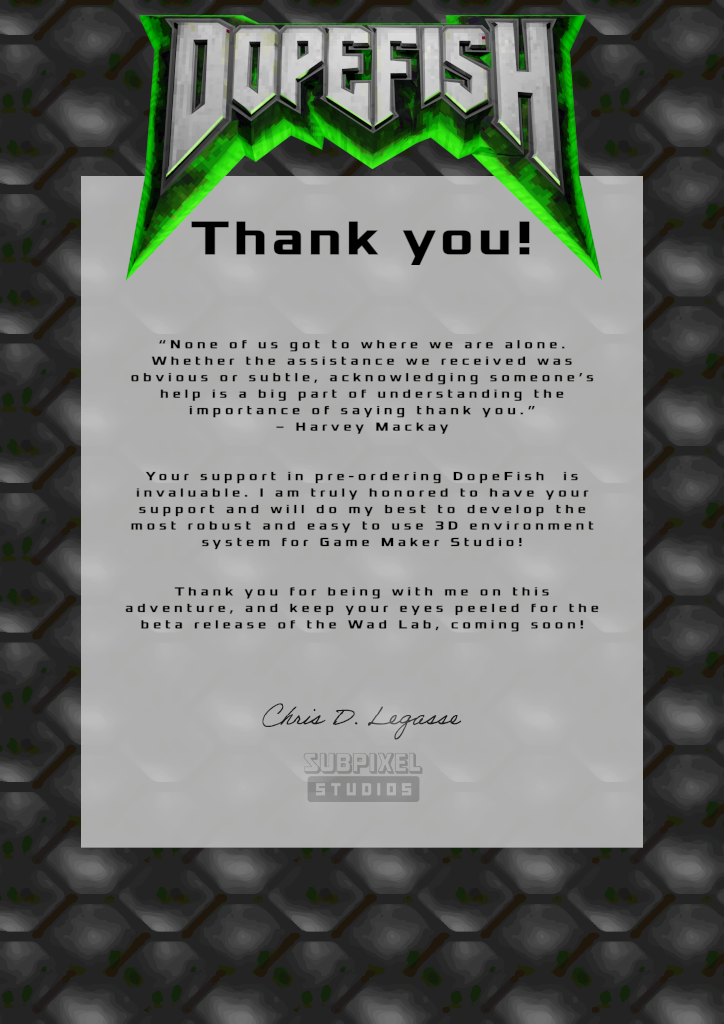 DOPEFISH
Thank you!
“None of us got to where we are alone.
Whether the assistance we received was
obvious or subtle, acknowledging someone’s
help is a big part of understanding the
importance of saying thank you.”
– Harvey Mackay
Your support in pre-ordering DopeFish is
invaluable. I am truly honored to have your
support and will do my best to develop the
most robust and easy to use 3D environment
system for Game Maker Studio!
Thank you for being with me on this
adventure, and keep your eyes peeled for the
beta release of the Wad Lab, coming soon!
Chris D. Legasse
SUBPIXEL
STUDIOS